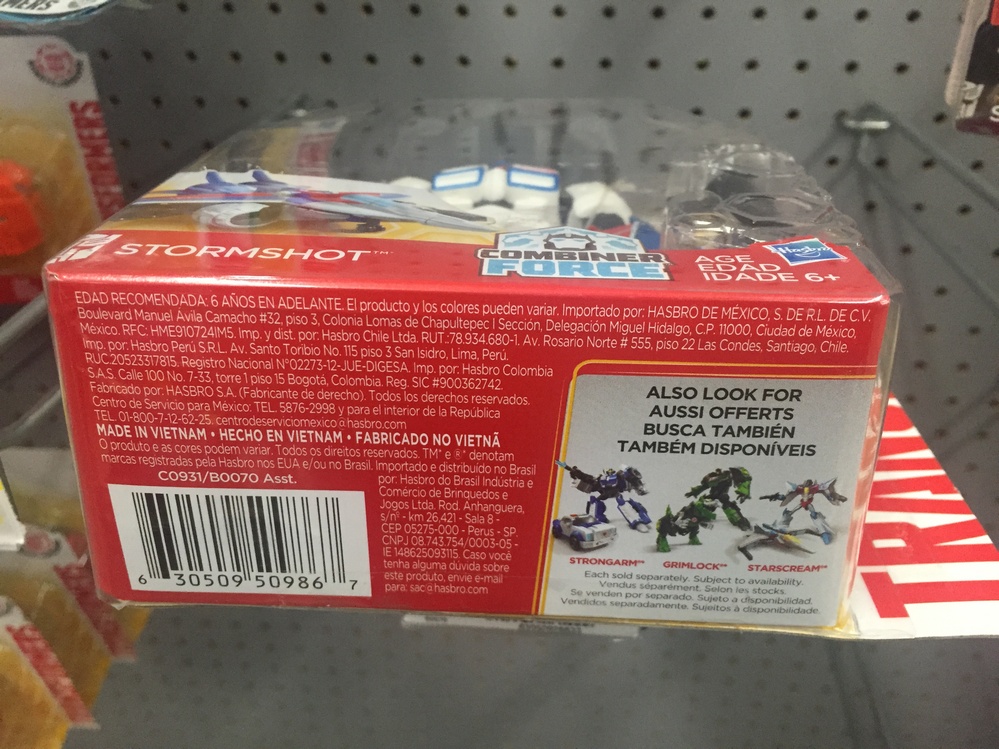 STORMSHOT™
COMBINER
FORCE
AGE
EDAD
IDADE 6+
Hasbro
EDAD RECOMENDADA: 6 AÑOS EN ADELANTE. El producto y los colores pueden variar. Importado por: HASBRO DE MÉXICO, S. DE R.L. DE C.V.
Boulevard Manuel Ávila Camacho #32, piso 3, Colonia Lomas de Chapultepec I Sección, Delegación Miguel Hidalgo, C.P. 11000, Ciudad de México,
México. RFC: HME910724IM5. Imp. y dist. por: Hasbro Chile Ltda. RUT.:78.934.680-1. Av. Rosario Norte # 555, piso 22 Las Condes, Santiago, Chile.
Imp. por: Hasbro Perú S.R.L. Av. Santo Toribio No. 115 piso 3 San Isidro, Lima, Perú.
RUC.20523317815. Registro Nacional N°02273-12-JUE-DIGESA. Imp. por: Hasbro Colombia
S.A.S. Calle 100 No. 7-33, torre 1 piso 15 Bogotá, Colombia. Reg. SIC #900362742.
Fabricado por: HASBRO S.A. (Fabricante de derecho). Todos los derechos reservados.
Centro de Servicio para México: TEL. 5876-2998 y para el interior de la República
TEL. 01-800-7-12-62-25. centrodeserviciomexico@hasbro.com
MADE IN VIETNAM • HECHO EN VIETNAM • FABRICADO NO VIETNÃ
O produto e as cores podem variar. Todos os direitos reservados. TM* e ®* denotam
marcas registradas pela Hasbro nos EUA e/ou no Brasil. Importado e distribuído no Brasil
por: Hasbro do Brasil Indústria e
Comércio de Brinquedos e
Jogos Ltda. Rod. Anhanguera,
s/nº - km 26,421 - Sala 8 -
CEP 05275-000 - Perus - SP.
CNPJ 08.743.754/0003-05 -
IE 148625093115. Caso você
tenha alguma dúvida sobre
este produto, envie e-mail
para: sac@hasbro.com
C0931/B0070 Asst.
6 30509 50986 7
ALSO LOOK FOR
AUSSI OFFERTS
BUSCA TAMBIÉN
TAMBÉM DISPONÍVEIS
STRONGARM™
GRIMLOCK™
STARSCREAM™
Each sold separately. Subject to availability.
Vendus séparément. Selon les stocks.
Se venden por separado. Sujeto a disponibilidad.
Vendidos separadamente. Sujeitos à disponibilidade.
TRANS